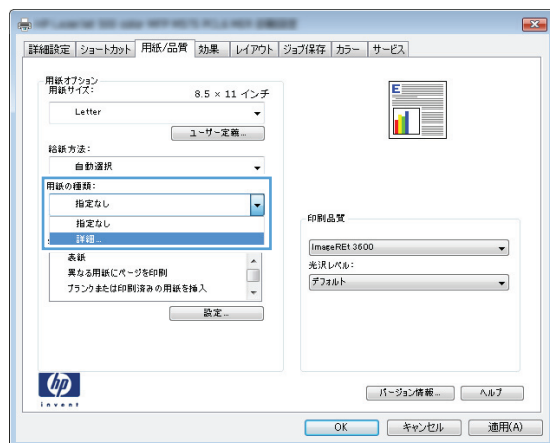 詳細設定 ショートカット 用紙/品質 効果 レイアウト ジョブ保存 カラー サービス
用紙オプション
用紙サイズ:
8.5 × 11 インチ
Letter
ユーザー定義...
給紙方法:
自動選択
用紙の種類:
指定なし
指定なし
詳細...
表紙
異なる用紙にページを印刷
ブランクまたは印刷済みの用紙を挿入
設定...
E
印刷品質
ImageREt 3600
光沢レベル:
デフォルト
hp
invent
バージョン情報... ヘルプ
OK キャンセル 適用(A)